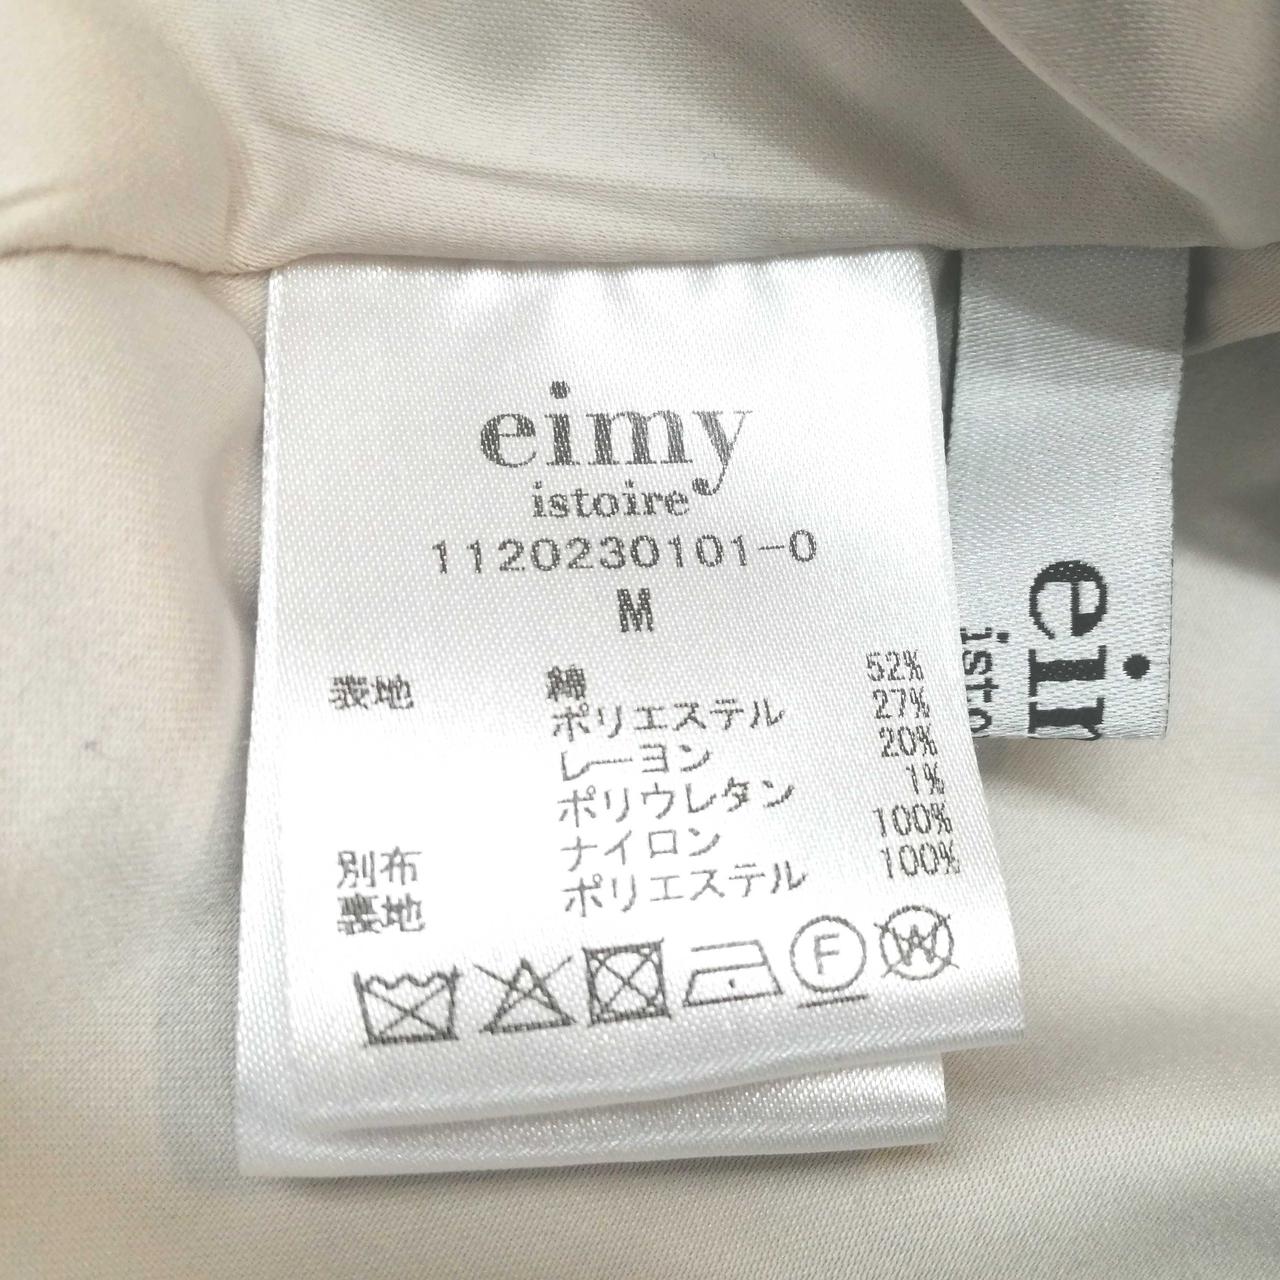 eimy
istoire
1120230101-0
M
表地 綿 52%
ポリエステル 27%
レーヨン 20%
ポリウレタン 1%
別布 ナイロン 100%
裏地 ポリエステル 100%
F W
eim
isto